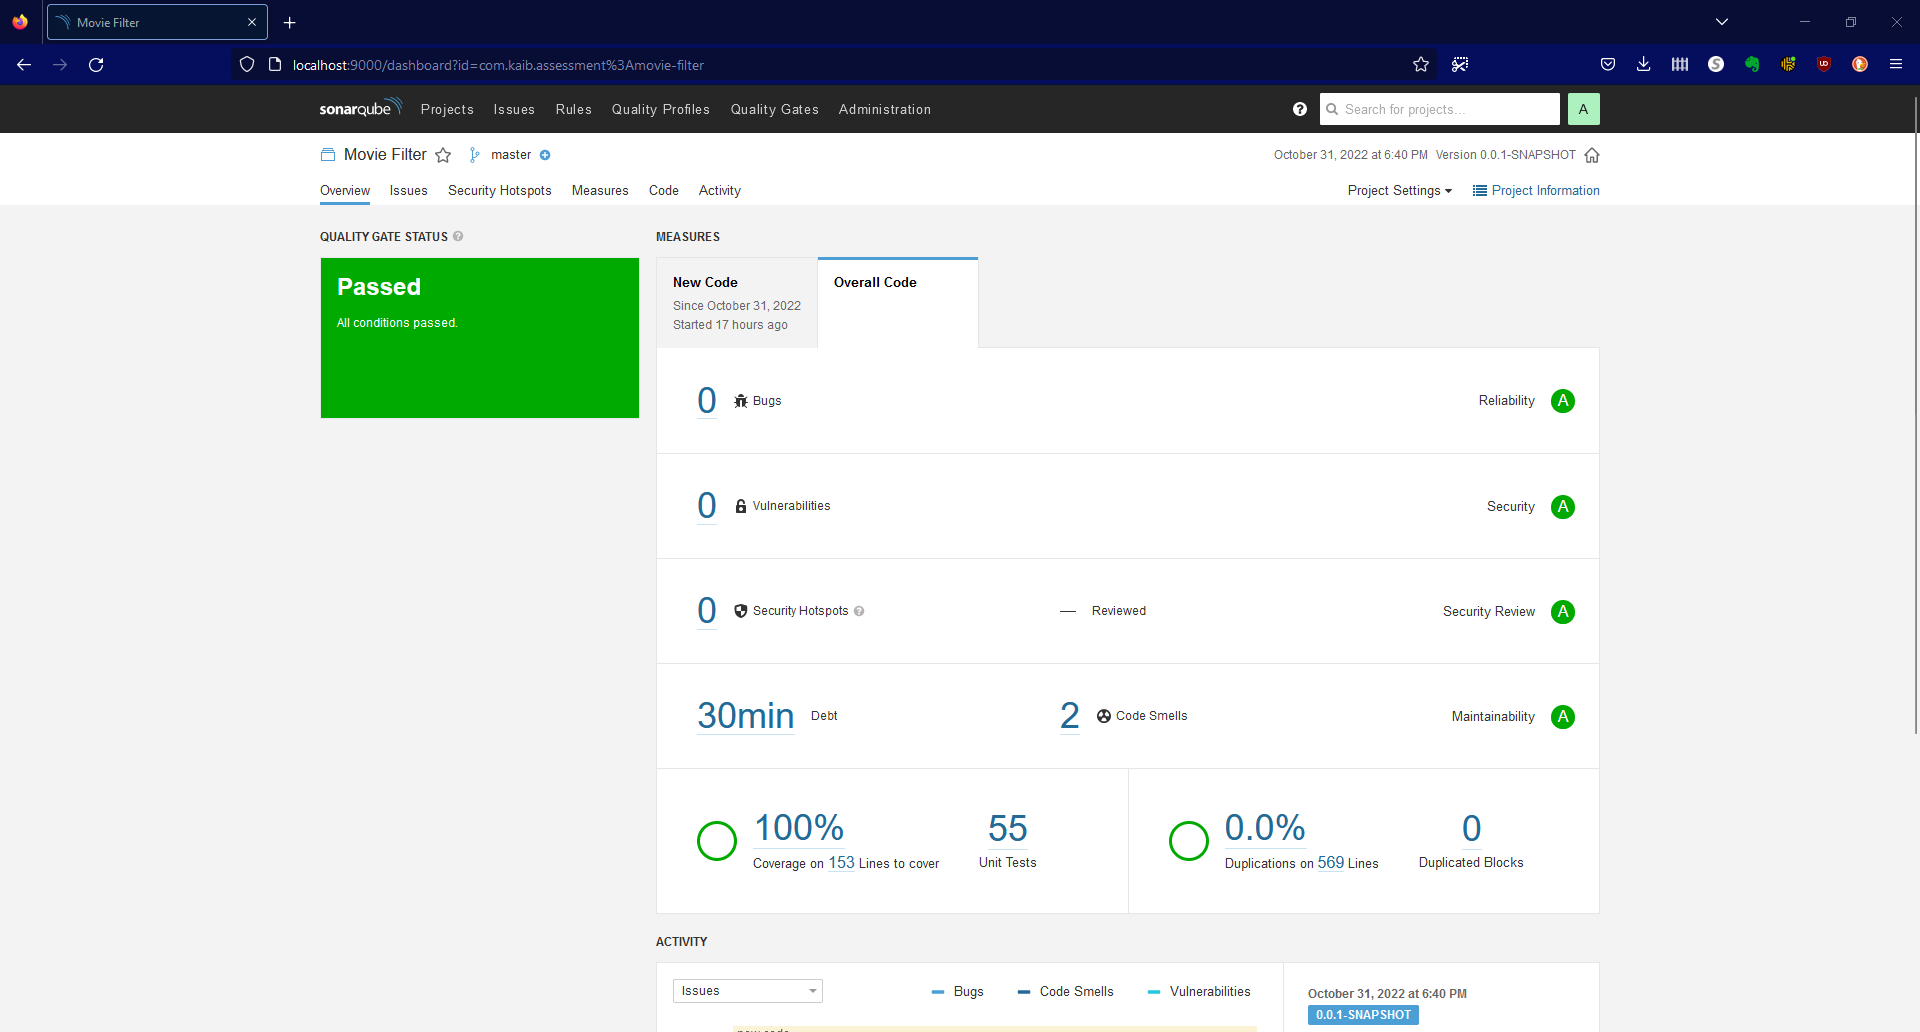 Movie Filter
localhost:9000/dashboard?id=com.kaib.assessment%3Amovie-filter
sonarqube Projects Issues Rules Quality Profiles Quality Gates Administration Search for projects... A
Movie Filter master October 31, 2022 at 6:40 PM Version 0.0.1-SNAPSHOT
Overview Issues Security Hotspots Measures Code Activity Project Settings Project Information
QUALITY GATE STATUS
Passed
All conditions passed.
MEASURES
New Code
Since October 31, 2022
Started 17 hours ago
Overall Code
0 Bugs Reliability A
0 Vulnerabilities Security A
0 Security Hotspots — Reviewed Security Review A
30min Debt 2 Code Smells Maintainability A
100%
Coverage on 153 Lines to cover
55
Unit Tests
0.0%
Duplications on 569 Lines
0
Duplicated Blocks
ACTIVITY
Issues Bugs Code Smells Vulnerabilities
October 31, 2022 at 6:40 PM
0.0.1-SNAPSHOT